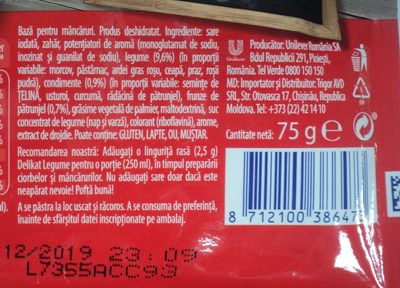 Bază pentru mâncăruri. Produs deshidratat. Ingrediente: sare
iodată, zahăr, potențiatori de aromă (monoglutamat de sodiu,
inozinat și guanilat de sodiu), legume (9,6%) (în proporții
variabile: morcov, păstârnac, ardei gras roșu, ceapă, praz, roșii
pudră), condimente (0,9%) (în proporții variabile: semințe de
ȚELINĂ, usturoi, curcumă, rădăcină de pătrunjel), frunze de
pătrunjel (0,7%), grăsime vegetală de palmier, maltodextrină, suc
concentrat de legume (nap și varză), colorant (riboflavină), arome,
extract de drojdie. Poate conține: GLUTEN, LAPTE, OU, MUȘTAR.
Recomandarea noastră: Adăugați o linguriță rasă (2,5 g)
Delikat Legume pentru o porție (250 ml), în timpul preparării
ciorbelor și mâncărurilor. Nu adăugați sare doar dacă este
neapărat nevoie! Poftă bună!
A se păstra la loc uscat și răcoros. A se consuma de preferință,
înainte de sfârșitul datei inscripționate pe ambalaj.
12/2019 23:09
L7355ACC93
Unilever
Producător: Unilever România SA
Bdul Republicii 291, Ploiești,
România. Tel Verde 0800 150 150
MD: Importator și Distribuitor: Trigor AVD
SRL, Str. Otovasca 17, Chișinău, Republica
Moldova. Tel: +373 (22) 42 14 10
Cantitate netă: 75 g e
8 712100 38647